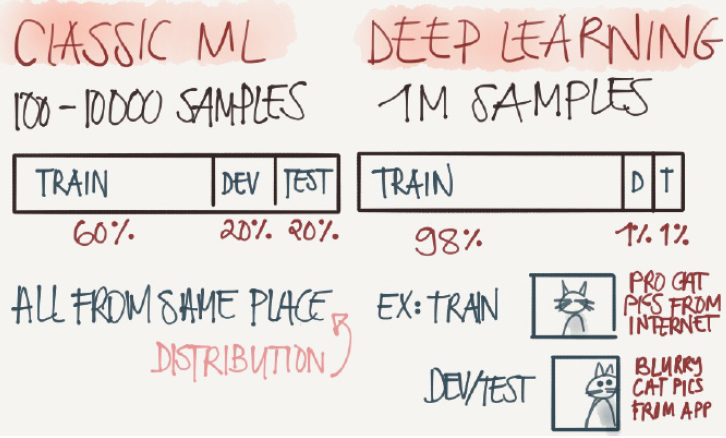 CLASSIC ML
100-10000 SAMPLES
TRAIN DEV TEST
60% 20% 20%
ALL FROM SAME PLACE
DISTRIBUTION
DEEP LEARNING
1M SAMPLES
TRAIN D T
98% 1% 1%
EX: TRAIN
PRO CAT
PICS FROM
INTERNET
DEV/TEST
BLURRY
CAT PICS
FROM APP